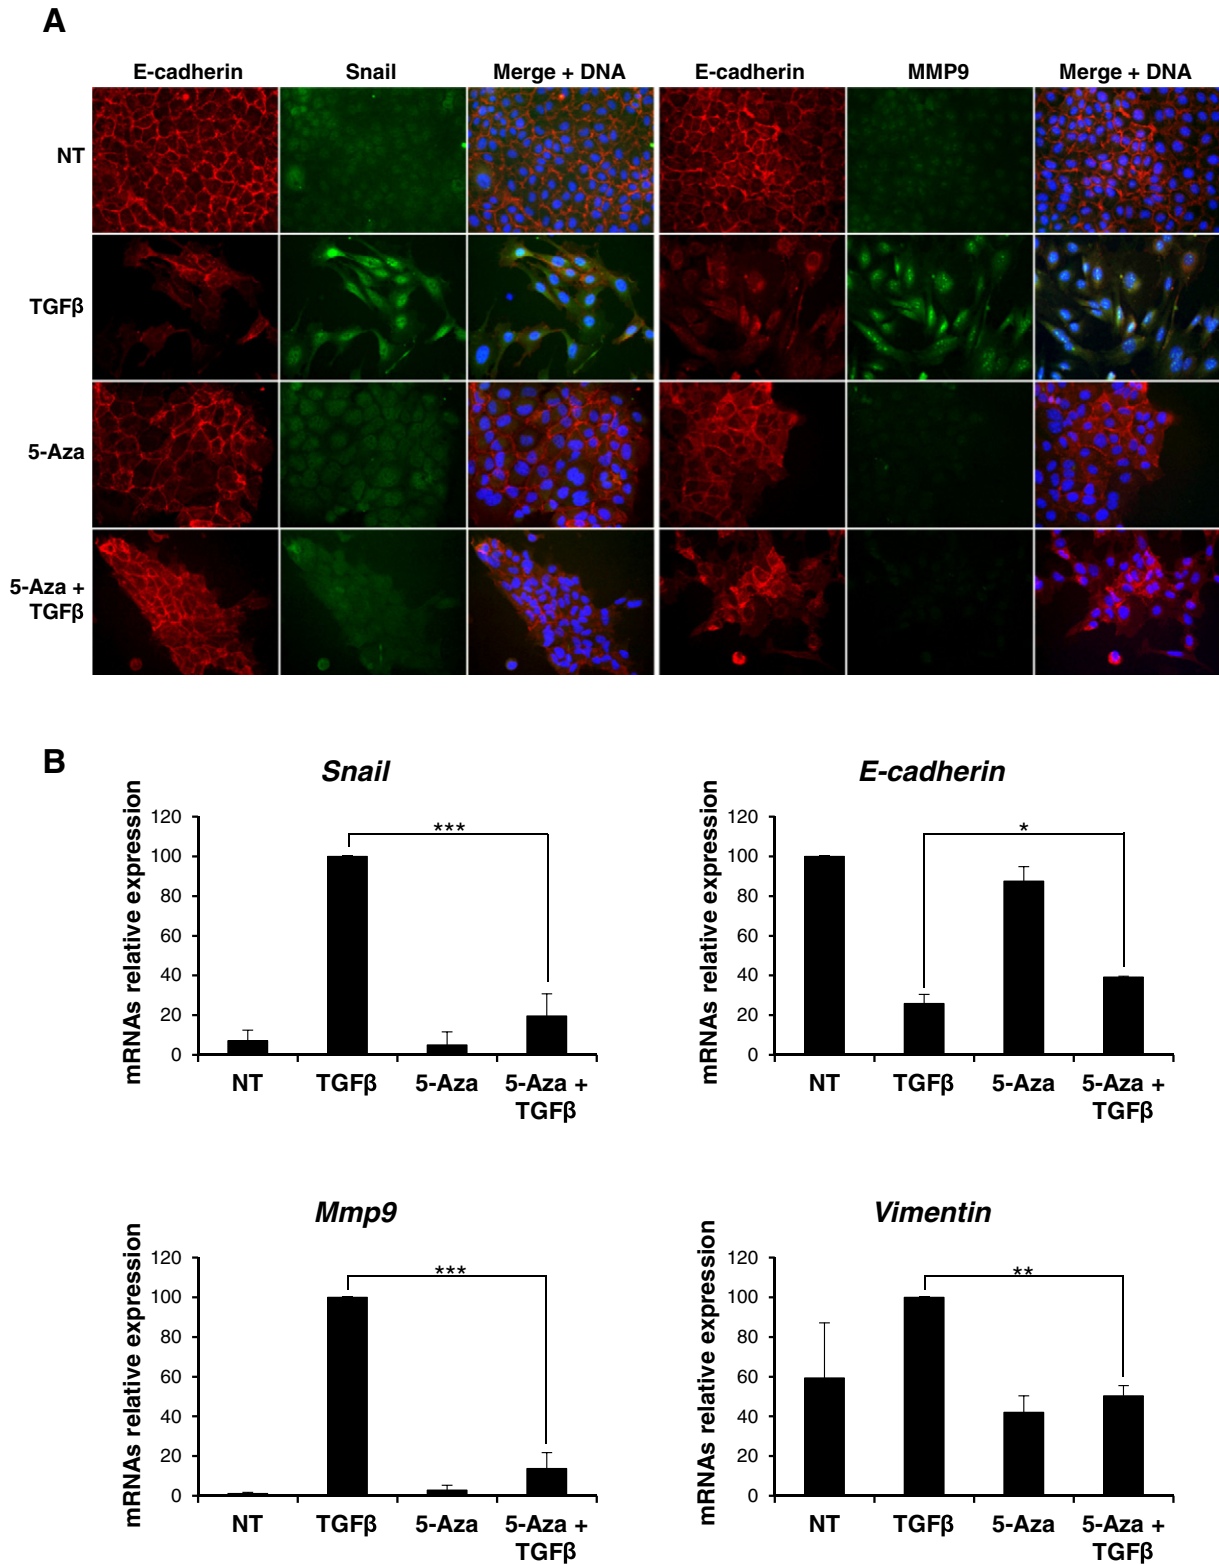 A
E-cadherin Snail Merge + DNA E-cadherin MMP9 Merge + DNA
NT
TGFβ
5-Aza
5-Aza +
TGFβ
B
Snail
mRNAs relative expression
120
100
80
60
40
20
0
***
NT TGFβ 5-Aza 5-Aza +
TGFβ
E-cadherin
mRNAs relative expression
120
100
80
60
40
20
0
*
NT TGFβ 5-Aza 5-Aza +
TGFβ
Mmp9
mRNAs relative expression
120
100
80
60
40
20
0
***
NT TGFβ 5-Aza 5-Aza +
TGFβ
Vimentin
mRNAs relative expression
120
100
80
60
40
20
0
**
NT TGFβ 5-Aza 5-Aza +
TGFβ